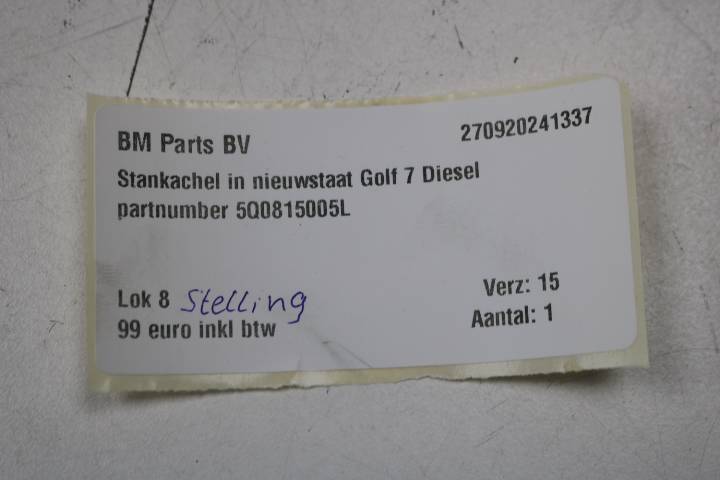 BM Parts BV 270920241337
Stankachel in nieuwstaat Golf 7 Diesel
partnumber 5Q0815005L
Lok 8 Stelling Verz: 15
99 euro inkl btw Aantal: 1